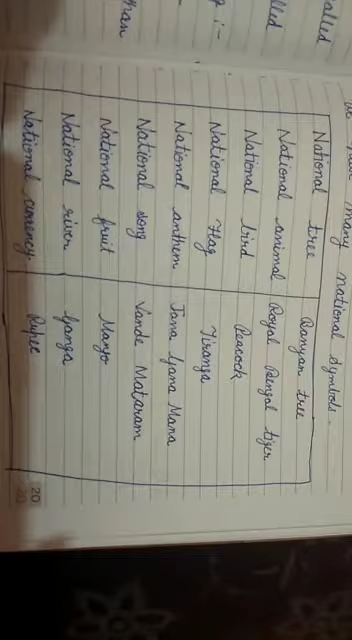 many national symbols.
National tree Banyan tree
National animal Royal Bengal tiger
National bird Peacock
National Flag Tiranga
National anthem Jana Gana Mana
National song Vande Mataram
National fruit Mango
National river Ganga
National currency Rupee
20